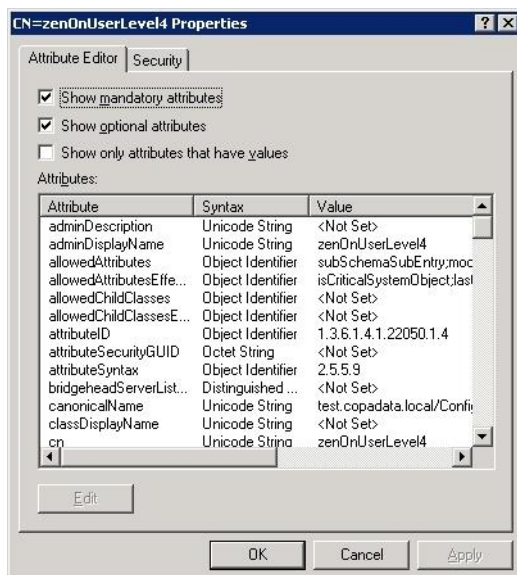 CN=zenOnUserLevel4 Properties
Attribute Editor Security
Show mandatory attributes
Show optional attributes
Show only attributes that have values
Attributes:
Attribute Syntax Value
adminDescription Unicode String <Not Set>
adminDisplayName Unicode String zenOnUserLevel4
allowedAttributes Object Identifier subSchemaSubEntry;moc
allowedAttributesEffe... Object Identifier isCriticalSystemObject;last
allowedChildClasses Object Identifier <Not Set>
allowedChildClassesE... Object Identifier <Not Set>
attributeID Object Identifier 1.3.6.1.4.1.22050.1.4
attributeSecurityGUID Octet String <Not Set>
attributeSyntax Object Identifier 2.5.5.9
bridgeheadServerList... Distinguished ... <Not Set>
canonicalName Unicode String test.copadata.local/Config
classDisplayName Unicode String <Not Set>
cn Unicode String zenOnUserLevel4
Edit
OK Cancel Apply